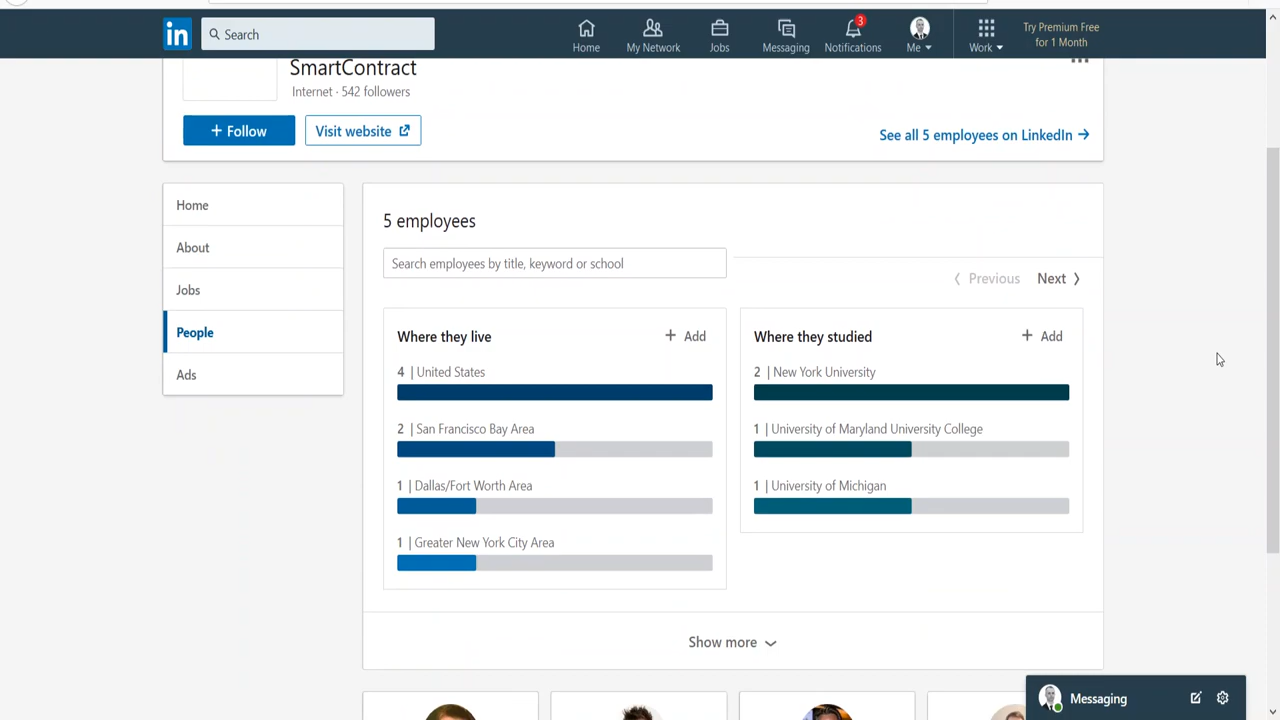 in
Search
Home
My Network
Jobs
Messaging
3
Notifications
Me
Work
Try Premium Free
for 1 Month
SmartContract
Internet · 542 followers
+ Follow
Visit website
See all 5 employees on LinkedIn →
Home
About
Jobs
People
Ads
5 employees
Search employees by title, keyword or school
Previous
Next
Where they live
+ Add
4 | United States
2 | San Francisco Bay Area
1 | Dallas/Fort Worth Area
1 | Greater New York City Area
Where they studied
+ Add
2 | New York University
1 | University of Maryland University College
1 | University of Michigan
Show more
Messaging